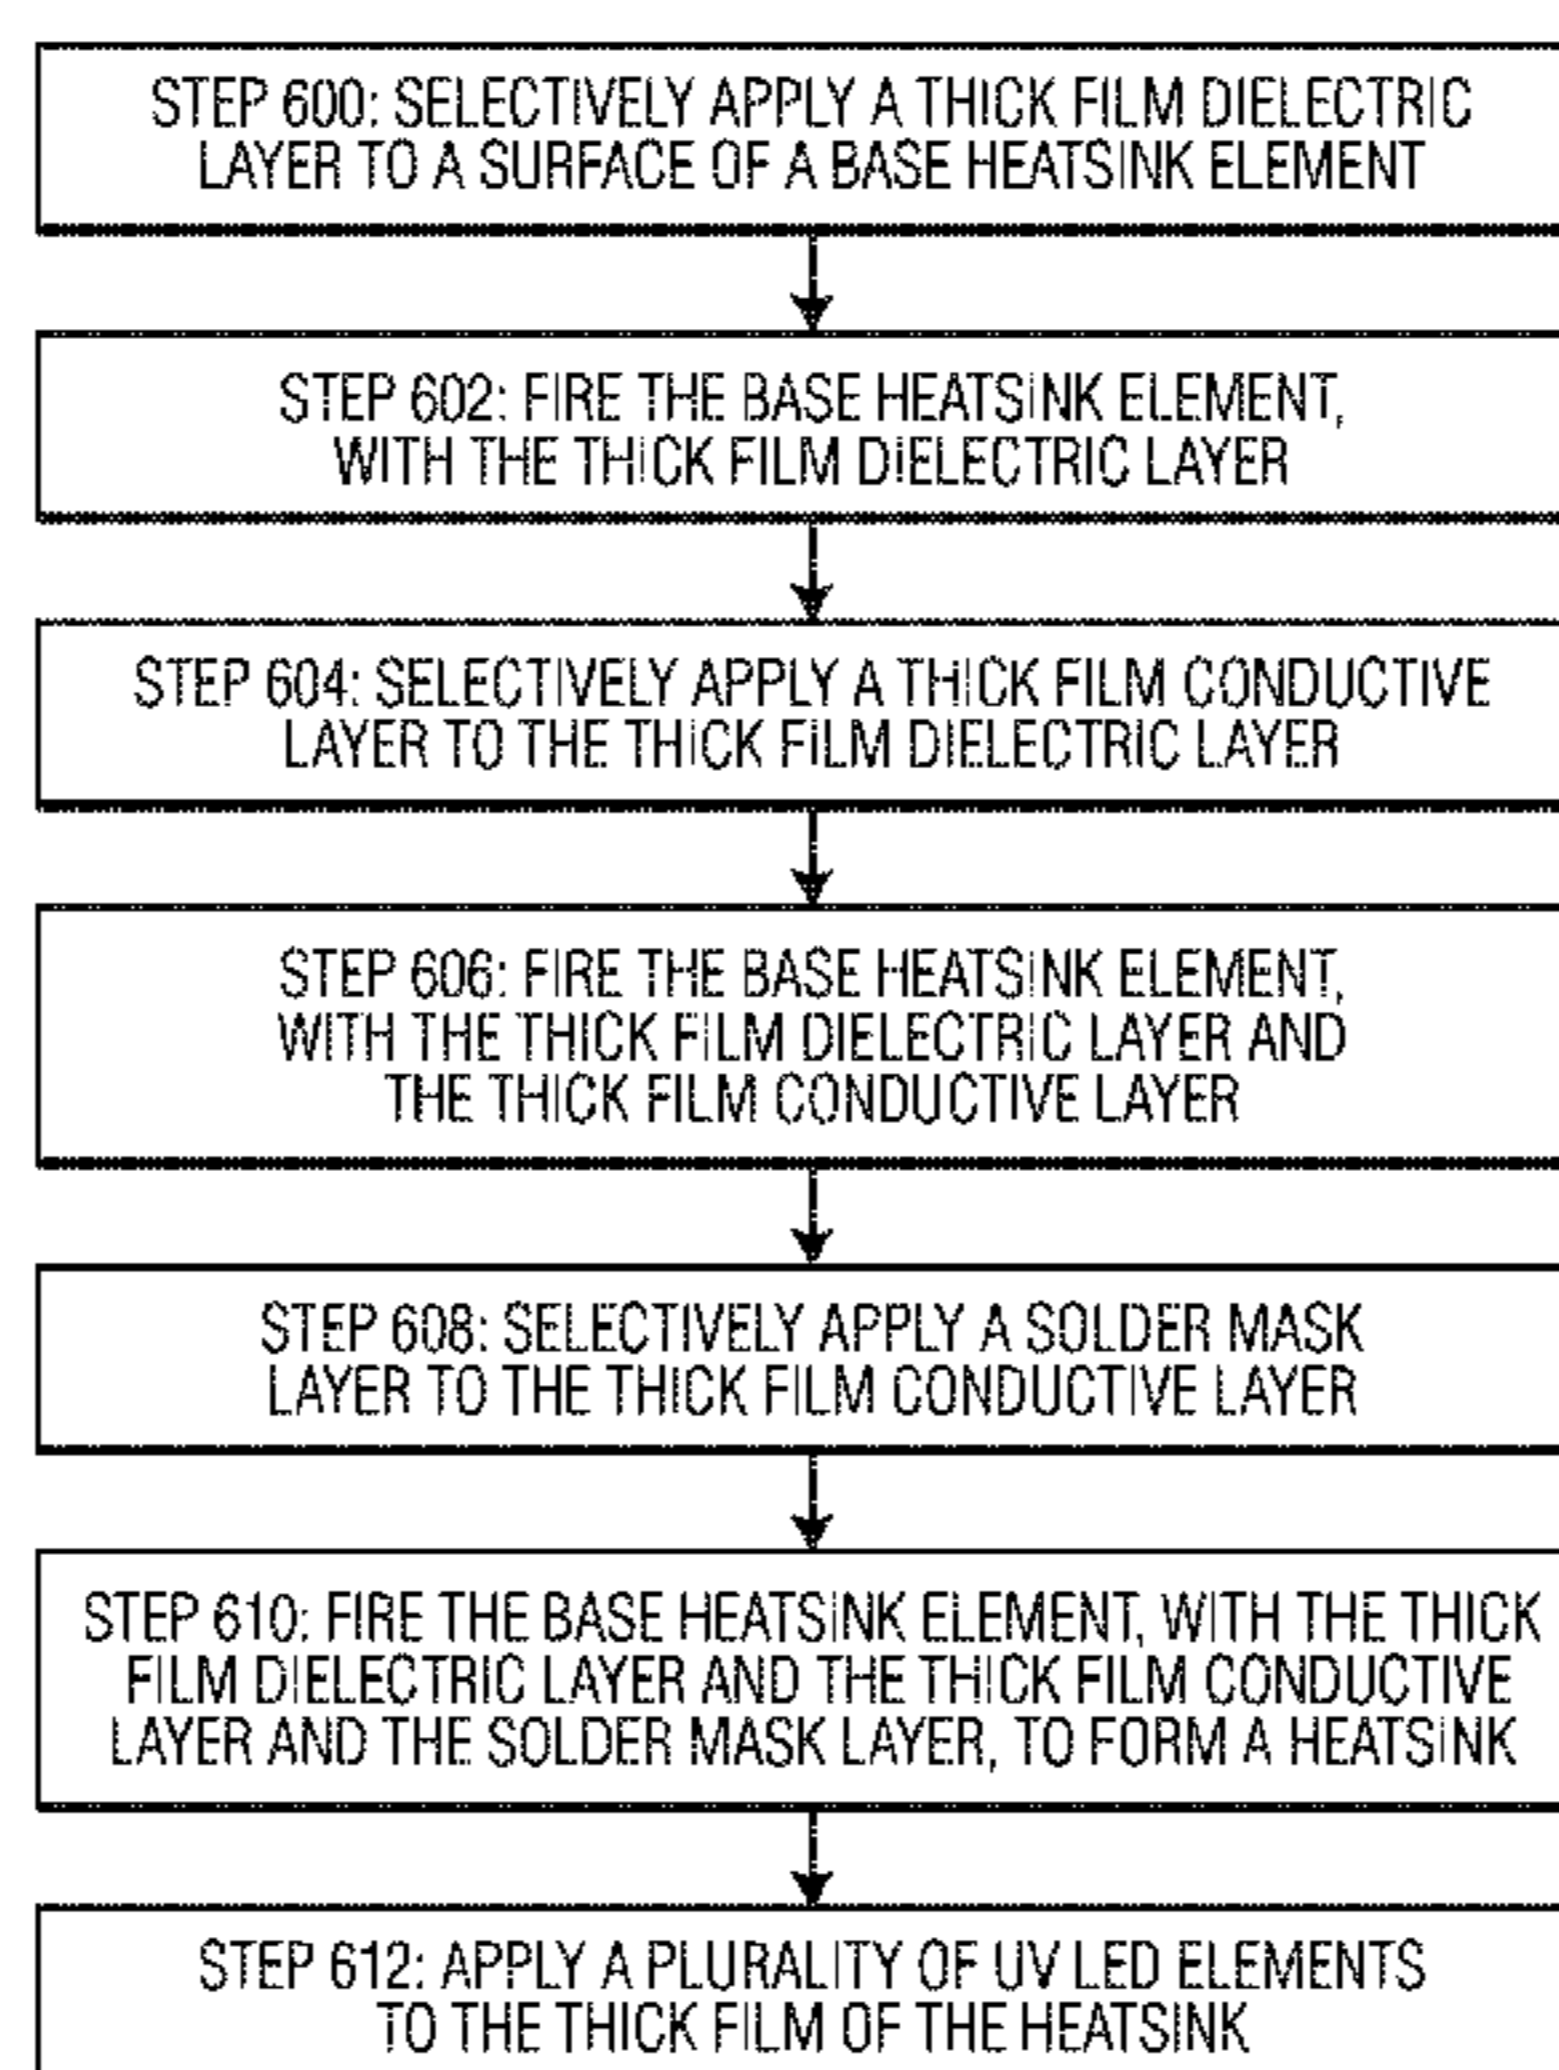 STEP 600: SELECTIVELY APPLY A THICK FILM DIELECTRIC
LAYER TO A SURFACE OF A BASE HEATSINK ELEMENT
STEP 602: FIRE THE BASE HEATSINK ELEMENT,
WITH THE THICK FILM DIELECTRIC LAYER
STEP 604: SELECTIVELY APPLY A THICK FILM CONDUCTIVE
LAYER TO THE THICK FILM DIELECTRIC LAYER
STEP 606: FIRE THE BASE HEATSINK ELEMENT,
WITH THE THICK FILM DIELECTRIC LAYER AND
THE THICK FILM CONDUCTIVE LAYER
STEP 608: SELECTIVELY APPLY A SOLDER MASK
LAYER TO THE THICK FILM CONDUCTIVE LAYER
STEP 610: FIRE THE BASE HEATSINK ELEMENT, WITH THE THICK
FILM DIELECTRIC LAYER AND THE THICK FILM CONDUCTIVE
LAYER AND THE SOLDER MASK LAYER, TO FORM A HEATSINK
STEP 612: APPLY A PLURALITY OF UV LED ELEMENTS
TO THE THICK FILM OF THE HEATSINK